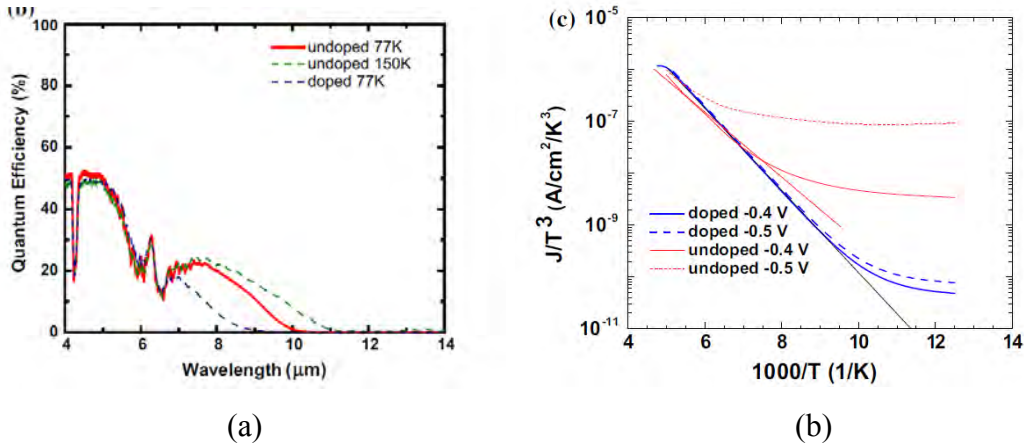 100
80
60
40
20
0
Quantum Efficiency (%)
undoped 77K
undoped 150K
doped 77K
4 6 8 10 12 14
Wavelength (μm)
(a)
(c)
10⁻⁵
10⁻⁷
10⁻⁹
10⁻¹¹
J/T³ (A/cm²/K³)
doped -0.4 V
doped -0.5 V
undoped -0.4 V
undoped -0.5 V
4 6 8 10 12 14
1000/T (1/K)
(b)